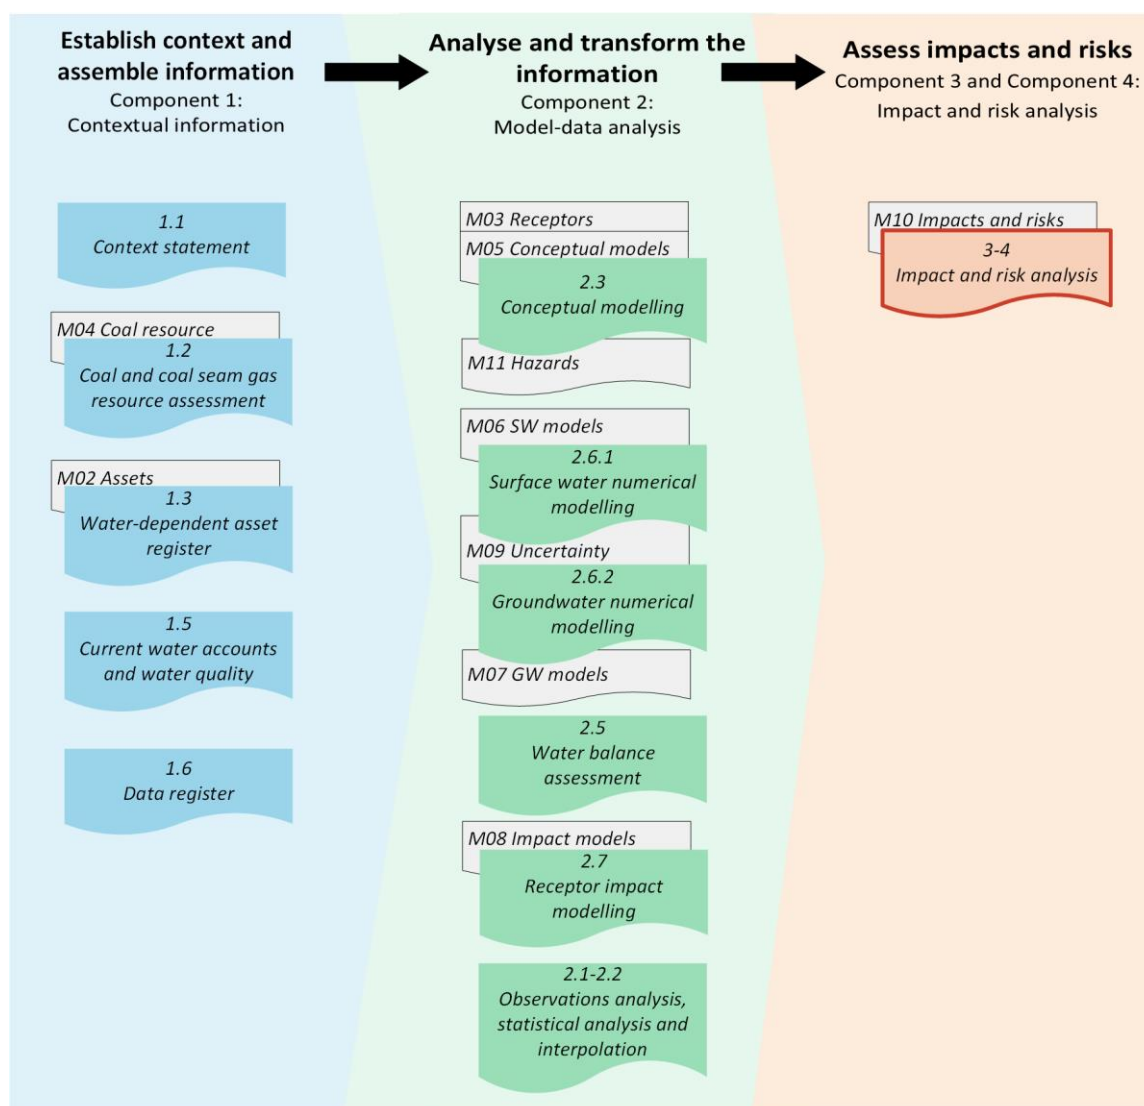 Establish context and
assemble information
Component 1:
Contextual information
Analyse and transform the
information
Component 2:
Model-data analysis
Assess impacts and risks
Component 3 and Component 4:
Impact and risk analysis
1.1
Context statement
M04 Coal resource
1.2
Coal and coal seam gas
resource assessment
M02 Assets
1.3
Water-dependent asset
register
1.5
Current water accounts
and water quality
1.6
Data register
M03 Receptors
M05 Conceptual models
2.3
Conceptual modelling
M11 Hazards
M06 SW models
2.6.1
Surface water numerical
modelling
M09 Uncertainty
2.6.2
Groundwater numerical
modelling
M07 GW models
2.5
Water balance
assessment
M08 Impact models
2.7
Receptor impact
modelling
2.1-2.2
Observations analysis,
statistical analysis and
interpolation
M10 Impacts and risks
3-4
Impact and risk analysis